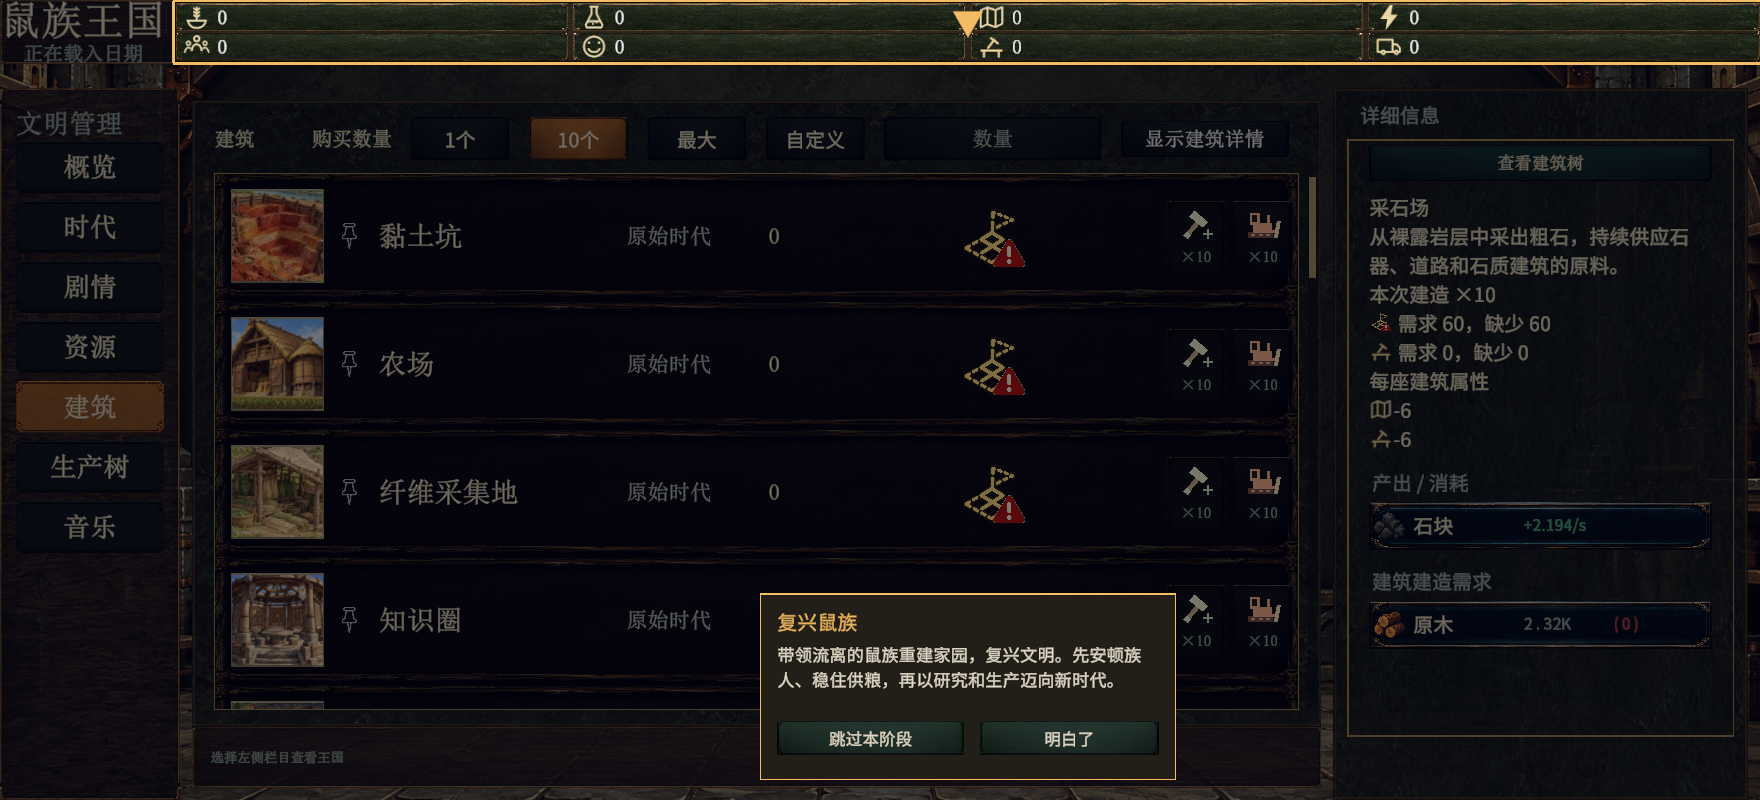 鼠族王国
正在载入日期
0
0
0
0
0
0
0
0
文明管理
概览
时代
剧情
资源
建筑
生产树
音乐
建筑
购买数量
1个
10个
最大
自定义
数量
显示建筑详情
黏土坑
原始时代
0
×10
×10
农场
原始时代
0
×10
×10
纤维采集地
原始时代
0
×10
×10
知识圈
原始时代
×10
×10
复兴鼠族
带领流离的鼠族重建家园，复兴文明。先安顿族
人、稳住供粮，再以研究和生产迈向新时代。
跳过本阶段
明白了
选择左侧栏目查看王国
详细信息
查看建筑树
采石场
从裸露岩层中采出粗石，持续供应石
器、道路和石质建筑的原料。
本次建造 ×10
需求 60，缺少 60
需求 0，缺少 0
每座建筑属性
-6
-6
产出 / 消耗
石块 +2.194/s
建筑建造需求
原木 2.32K (0)